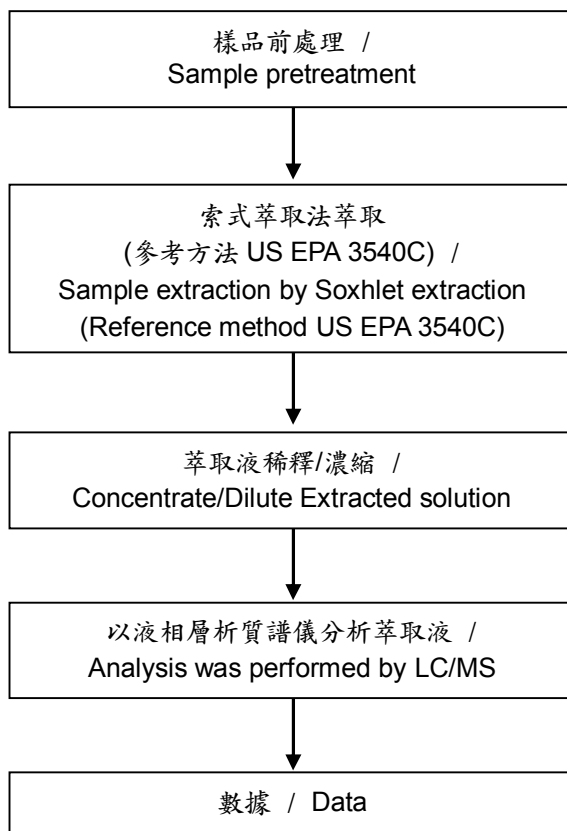 樣品前處理 /
Sample pretreatment
索式萃取法萃取
(參考方法 US EPA 3540C) /
Sample extraction by Soxhlet extraction
(Reference method US EPA 3540C)
萃取液稀釋/濃縮 /
Concentrate/Dilute Extracted solution
以液相層析質譜儀分析萃取液 /
Analysis was performed by LC/MS
數據 / Data